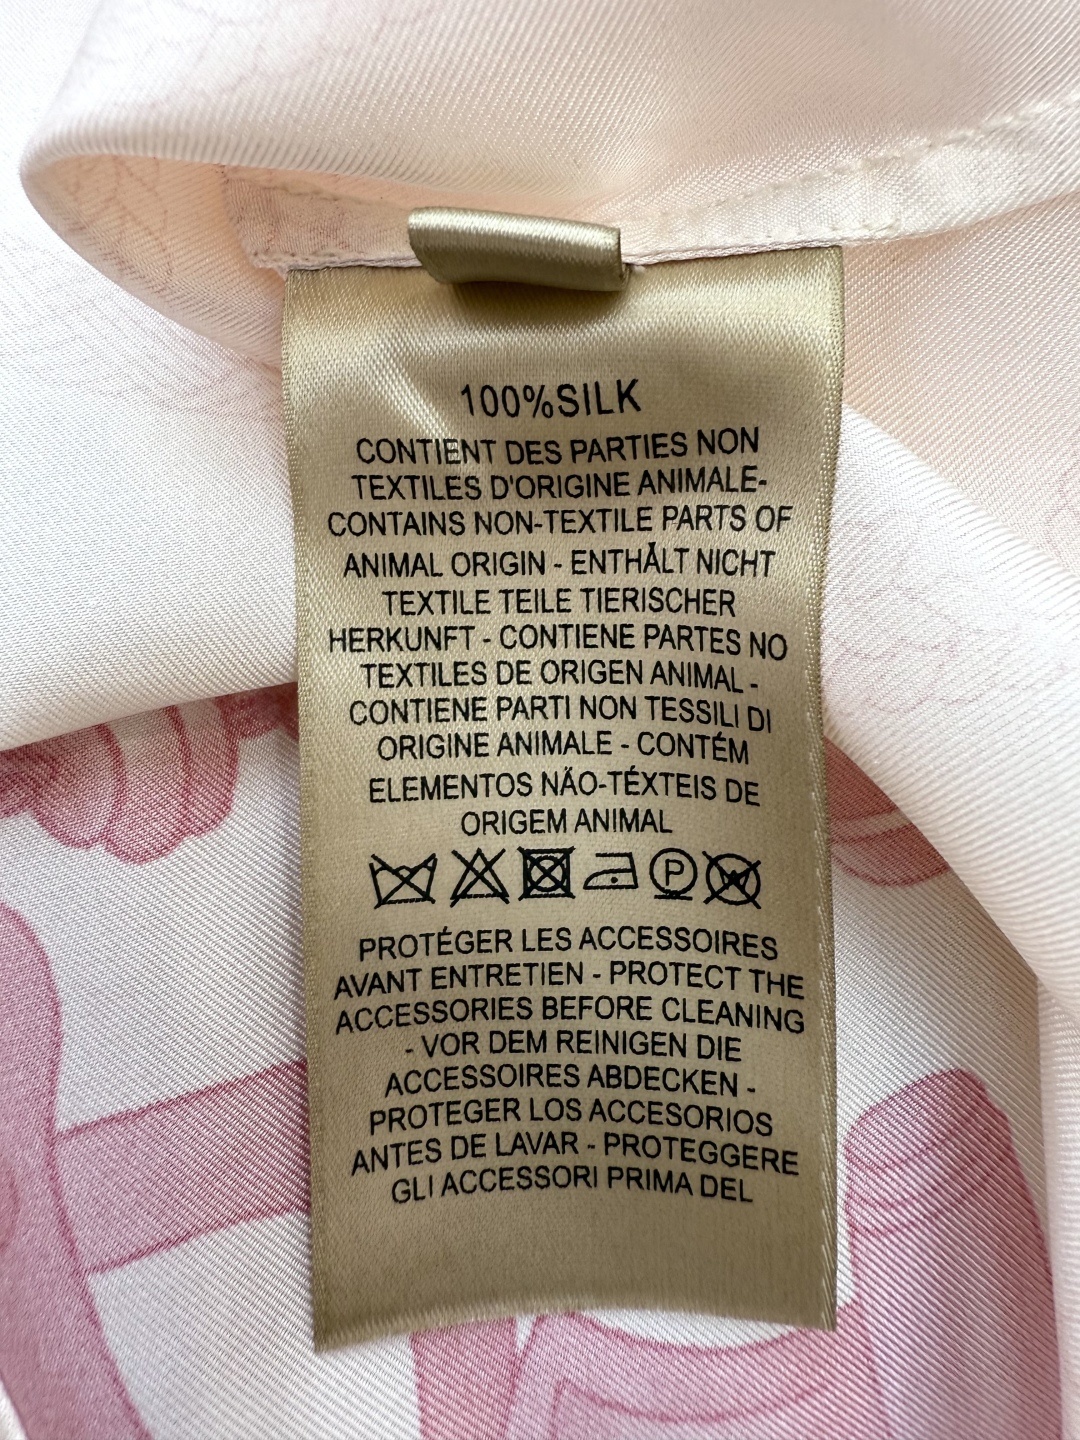 100%SILK
CONTIENT DES PARTIES NON
TEXTILES D'ORIGINE ANIMALE-
CONTAINS NON-TEXTILE PARTS OF
ANIMAL ORIGIN - ENTHÅLT NICHT
TEXTILE TEILE TIERISCHER
HERKUNFT - CONTIENE PARTES NO
TEXTILES DE ORIGEN ANIMAL -
CONTIENE PARTI NON TESSILI DI
ORIGINE ANIMALE - CONTÉM
ELEMENTOS NÃO-TÉXTEIS DE
ORIGEM ANIMAL
P W
PROTÉGER LES ACCESSOIRES
AVANT ENTRETIEN - PROTECT THE
ACCESSORIES BEFORE CLEANING
- VOR DEM REINIGEN DIE
ACCESSOIRES ABDECKEN -
PROTEGER LOS ACCESORIOS
ANTES DE LAVAR - PROTEGGERE
GLI ACCESSORI PRIMA DEL